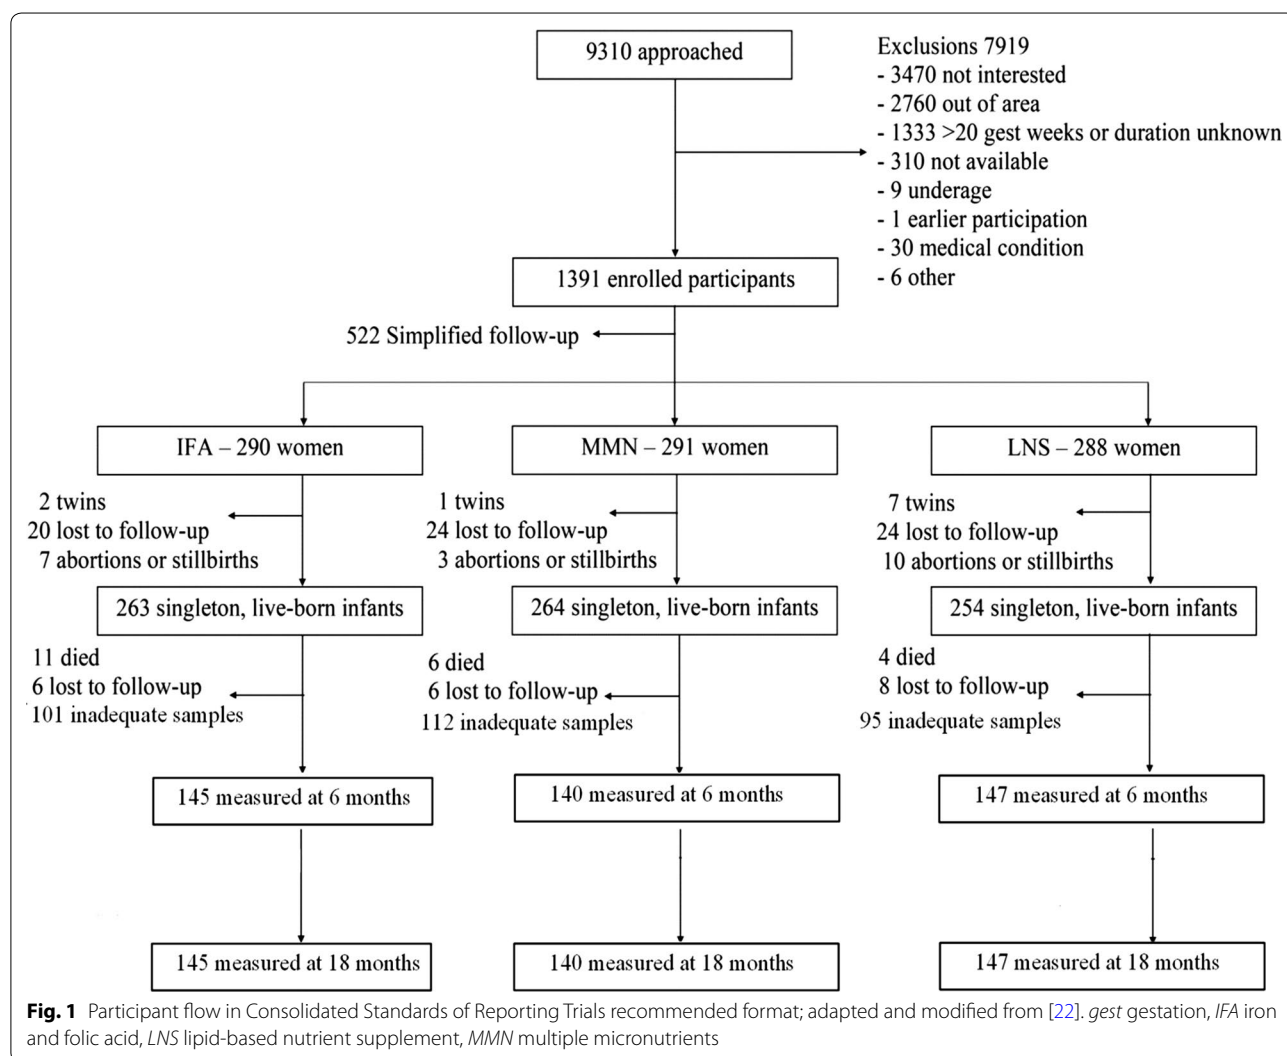 9310 approached
Exclusions 7919
- 3470 not interested
- 2760 out of area
- 1333 >20 gest weeks or duration unknown
- 310 not available
- 9 underage
- 1 earlier participation
- 30 medical condition
- 6 other
1391 enrolled participants
522 Simplified follow-up
IFA – 290 women
MMN – 291 women
LNS – 288 women
2 twins
20 lost to follow-up
7 abortions or stillbirths
1 twins
24 lost to follow-up
3 abortions or stillbirths
7 twins
24 lost to follow-up
10 abortions or stillbirths
263 singleton, live-born infants
264 singleton, live-born infants
254 singleton, live-born infants
11 died
6 lost to follow-up
101 inadequate samples
6 died
6 lost to follow-up
112 inadequate samples
4 died
8 lost to follow-up
95 inadequate samples
145 measured at 6 months
140 measured at 6 months
147 measured at 6 months
145 measured at 18 months
140 measured at 18 months
147 measured at 18 months
Fig. 1 Participant flow in Consolidated Standards of Reporting Trials recommended format; adapted and modified from [22]. gest gestation, IFA iron
and folic acid, LNS lipid-based nutrient supplement, MMN multiple micronutrients